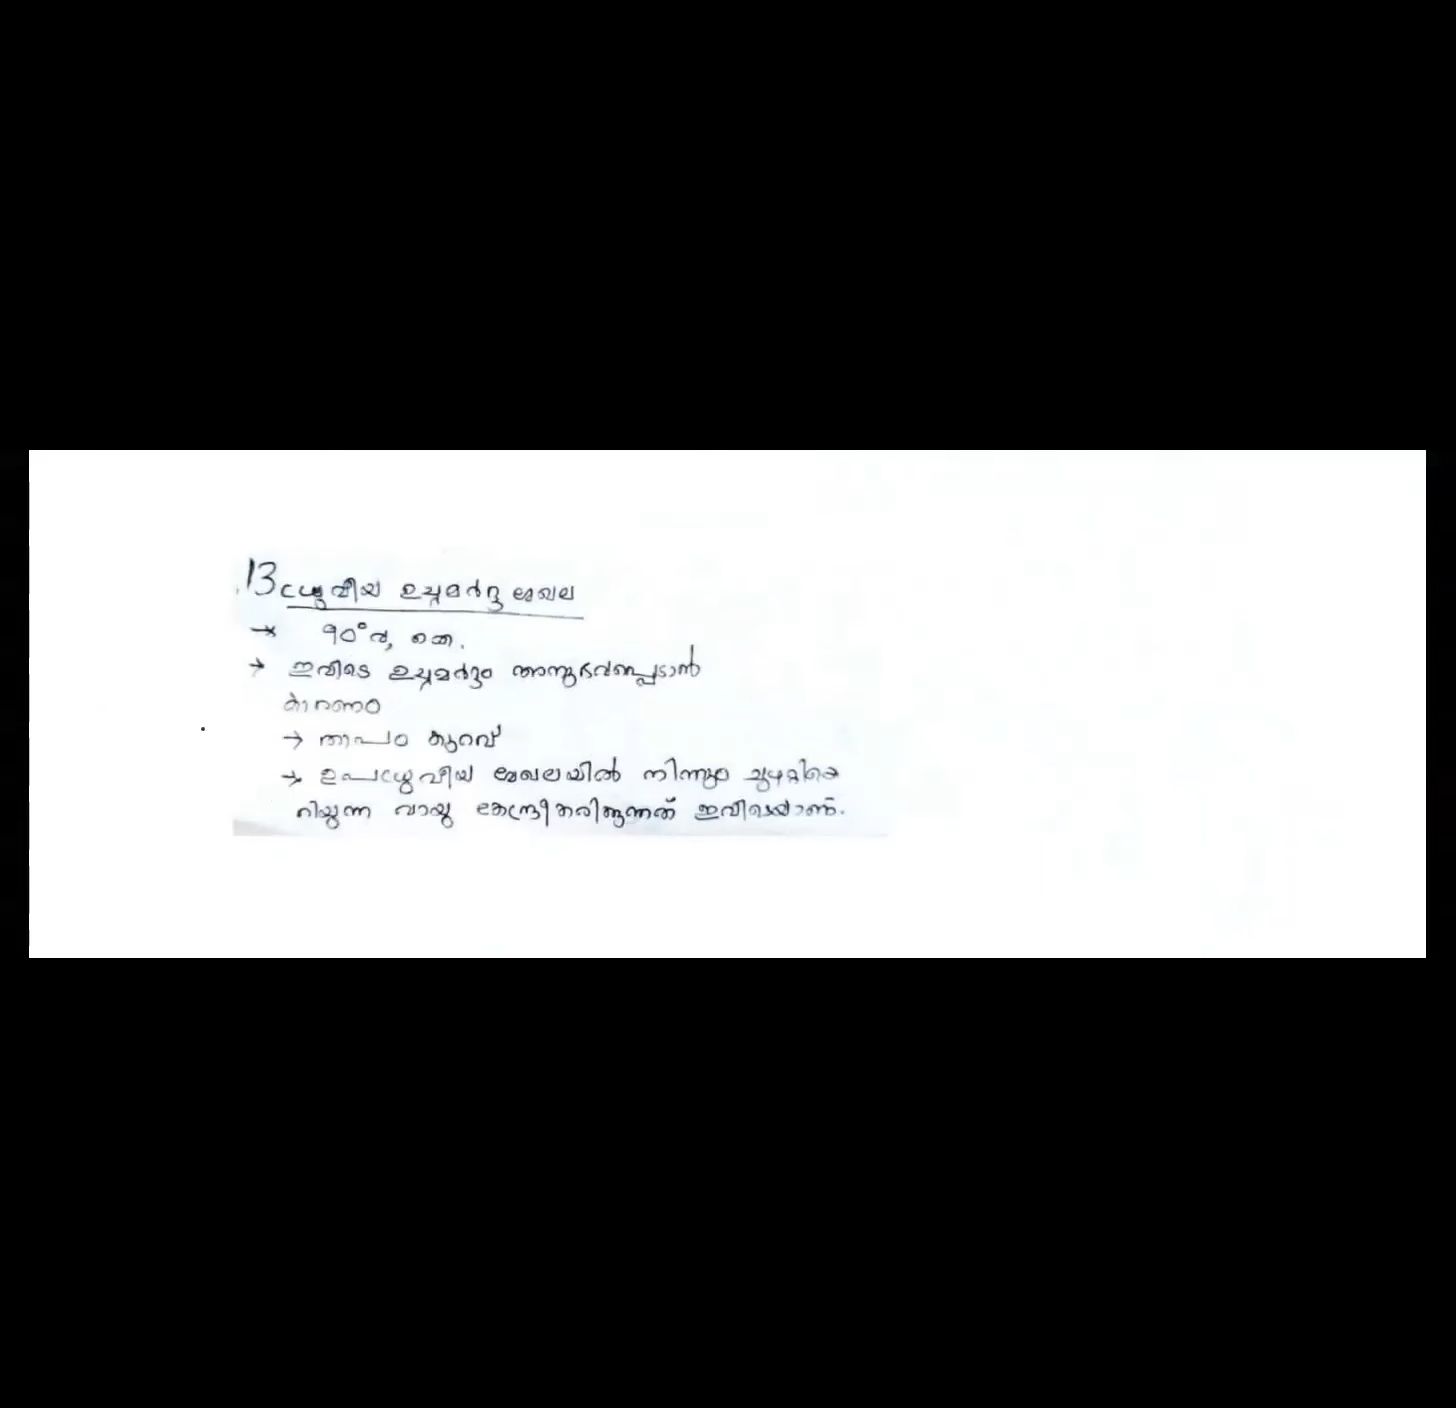 13 ധ്രുവീയ ഉച്ചമർദ്ദ മേഖല
→ 90° വ, തെ.
→ ഇവിടെ ഉച്ചമർദ്ദം അനുഭവപ്പെടാൻ
കാരണം
→ താപം കുറവ്
→ ഉപധ്രുവീയ മേഖലയിൽ നിന്നും ചുഴറ്റിയെ
റിയുന്ന വായു കേന്ദ്രീകരിക്കുന്നത് ഇവിടെയാണ്.